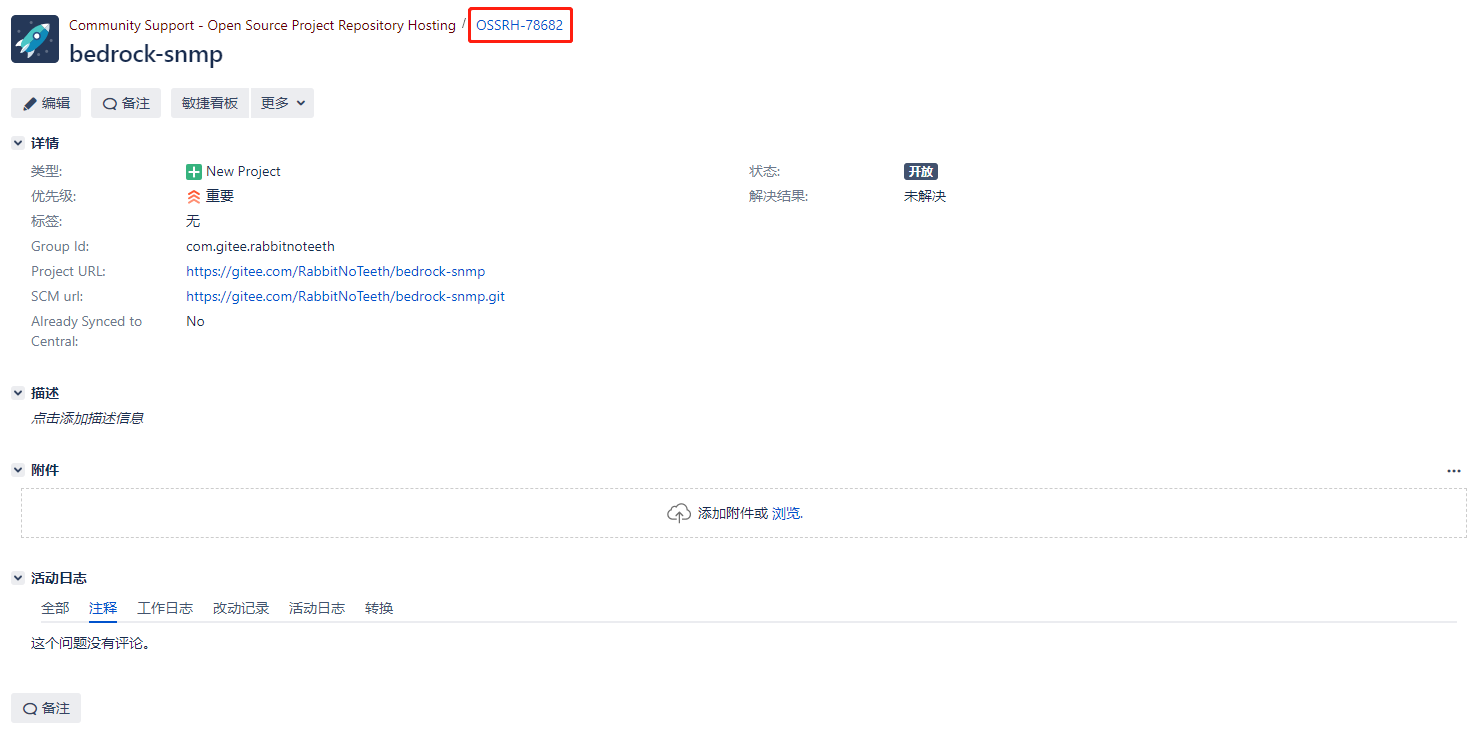 Community Support - Open Source Project Repository Hosting / OSSRH-78682
bedrock-snmp
编辑 备注 敏捷看板 更多
详情
类型: New Project 状态: 开放
优先级: 重要 解决结果: 未解决
标签: 无
Group Id: com.gitee.rabbitnoteeth
Project URL: https://gitee.com/RabbitNoTeeth/bedrock-snmp
SCM url: https://gitee.com/RabbitNoTeeth/bedrock-snmp.git
Already Synced to No
Central:
描述
点击添加描述信息
附件
添加附件或 浏览.
活动日志
全部 注释 工作日志 改动记录 活动日志 转换
这个问题没有评论。
备注